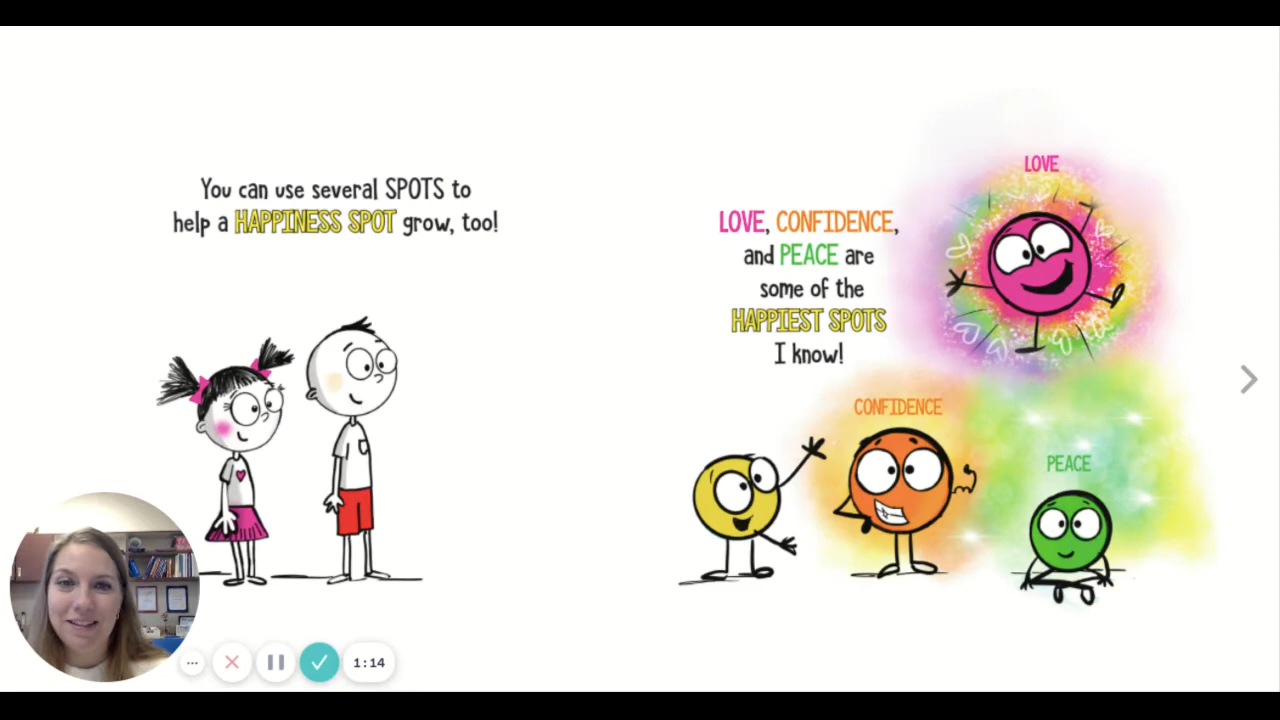 You can use several SPOTS to
help a HAPPINESS SPOT grow, too!
LOVE, CONFIDENCE,
and PEACE are
some of the
HAPPIEST SPOTS
I know!
LOVE
CONFIDENCE
PEACE
1:14